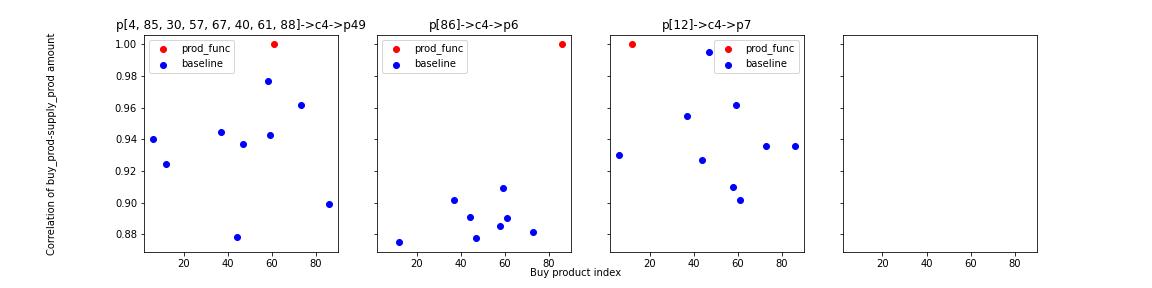 p[4, 85, 30, 57, 67, 40, 61, 88]->c4->p49
p[86]->c4->p6
p[12]->c4->p7
Correlation of buy_prod-supply_prod amount
1.00
0.98
0.96
0.94
0.92
0.90
0.88
prod_func
baseline
prod_func
baseline
prod_func
baseline
20 40 60 80
20 40 60 80
20 40 60 80
20 40 60 80
Buy product index